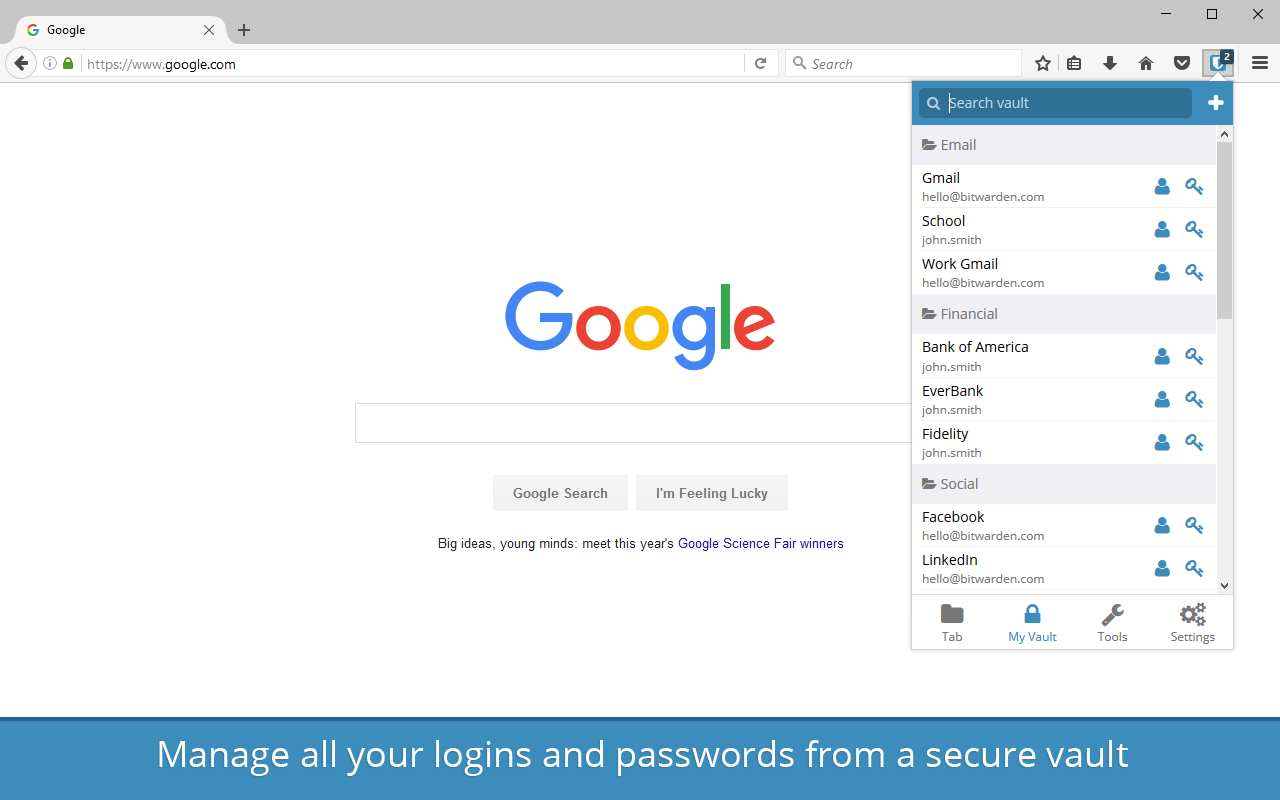 Google
https://www.google.com
Search
2
Search vault
Email
Gmail
hello@bitwarden.com
School
john.smith
Work Gmail
hello@bitwarden.com
Financial
Bank of America
john.smith
EverBank
john.smith
Fidelity
john.smith
Social
Facebook
hello@bitwarden.com
LinkedIn
hello@bitwarden.com
Tab
My Vault
Tools
Settings
Google
Google Search
I'm Feeling Lucky
Big ideas, young minds: meet this year's Google Science Fair winners
Manage all your logins and passwords from a secure vault